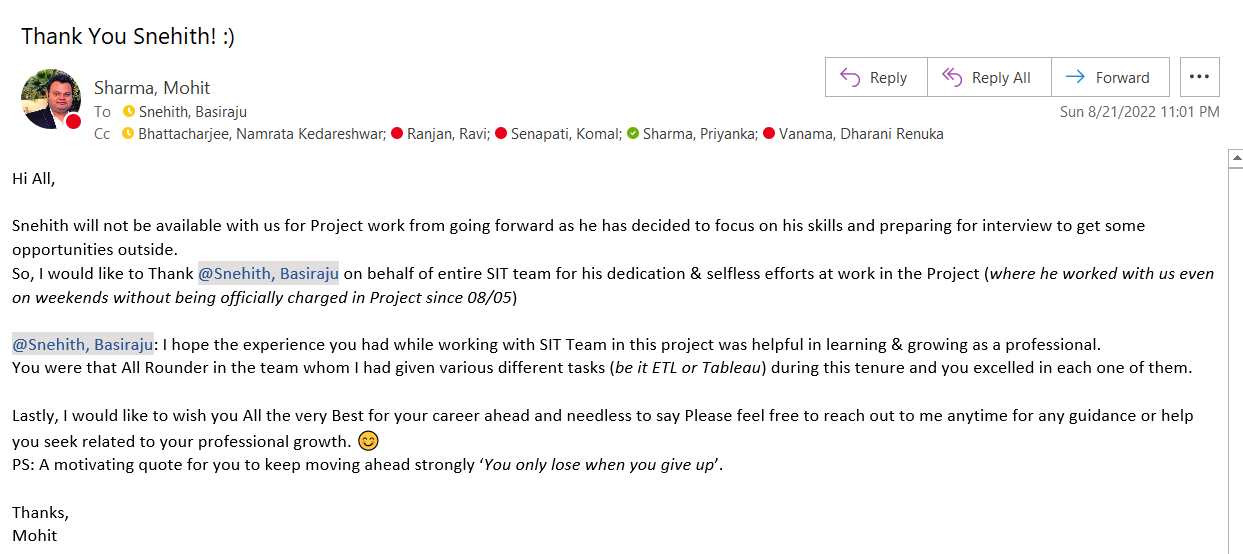 Thank You Snehith! :)
Sharma, Mohit
Reply
Reply All
Forward
To Snehith, Basiraju
Sun 8/21/2022 11:01 PM
Cc Bhattacharjee, Namrata Kedareshwar; Ranjan, Ravi; Senapati, Komal; Sharma, Priyanka; Vanama, Dharani Renuka
Hi All,
Snehith will not be available with us for Project work from going forward as he has decided to focus on his skills and preparing for interview to get some
opportunities outside.
So, I would like to Thank @Snehith, Basiraju on behalf of entire SIT team for his dedication & selfless efforts at work in the Project (where he worked with us even
on weekends without being officially charged in Project since 08/05)
@Snehith, Basiraju: I hope the experience you had while working with SIT Team in this project was helpful in learning & growing as a professional.
You were that All Rounder in the team whom I had given various different tasks (be it ETL or Tableau) during this tenure and you excelled in each one of them.
Lastly, I would like to wish you All the very Best for your career ahead and needless to say Please feel free to reach out to me anytime for any guidance or help
you seek related to your professional growth. 😊
PS: A motivating quote for you to keep moving ahead strongly ‘You only lose when you give up’.
Thanks,
Mohit